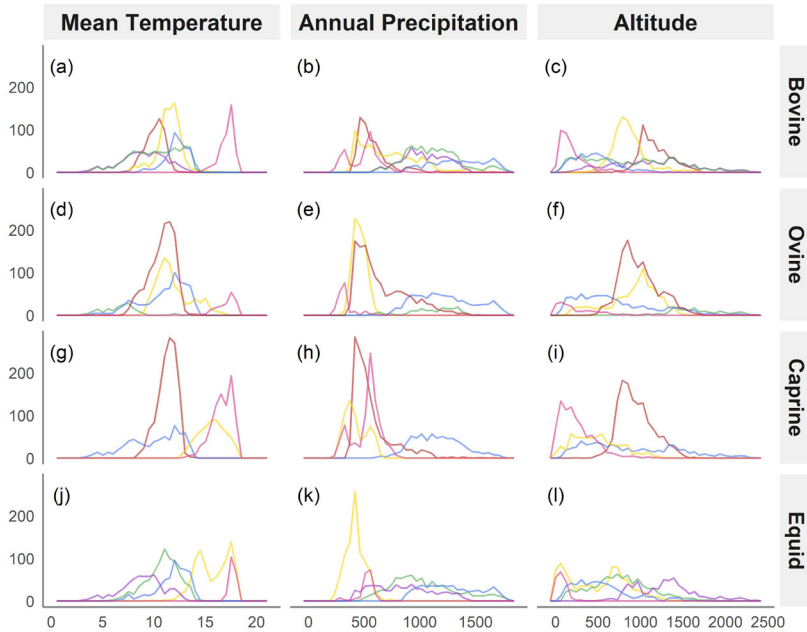 Mean Temperature Annual Precipitation Altitude
(a) (b) (c)
200
100
0
Bovine
(d) (e) (f)
200
100
0
Ovine
(g) (h) (i)
200
100
0
Caprine
(j) (k) (l)
200
100
0
Equid
0 5 10 15 20 0 500 1000 1500 0 500 1000 1500 2000 2500